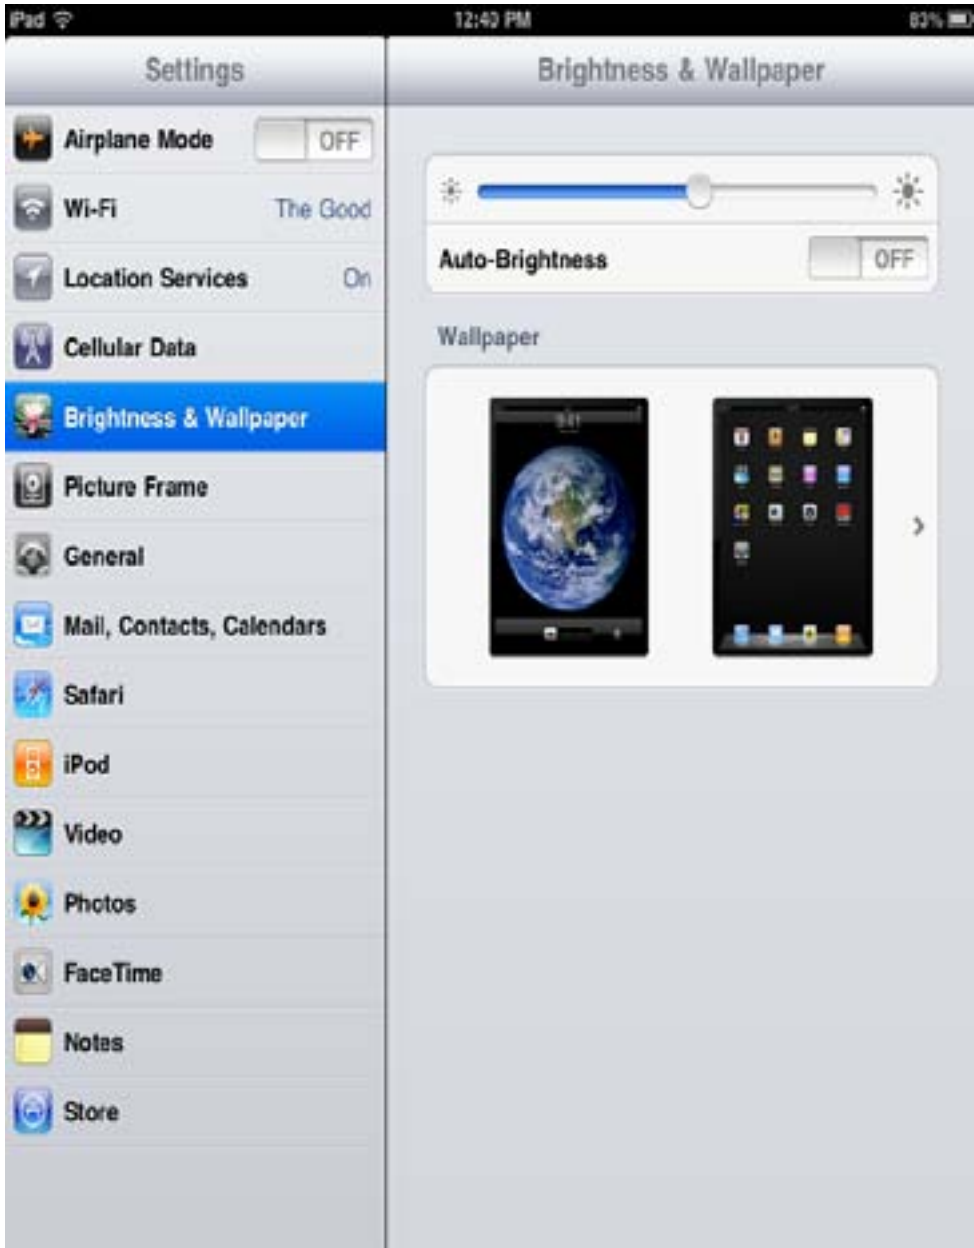 iPad 12:40 PM 83%
Settings
Airplane Mode OFF
Wi-Fi The Good
Location Services On
Cellular Data
Brightness & Wallpaper
Picture Frame
General
Mail, Contacts, Calendars
Safari
iPod
Video
Photos
FaceTime
Notes
Store
Brightness & Wallpaper
Auto-Brightness OFF
Wallpaper
9:41